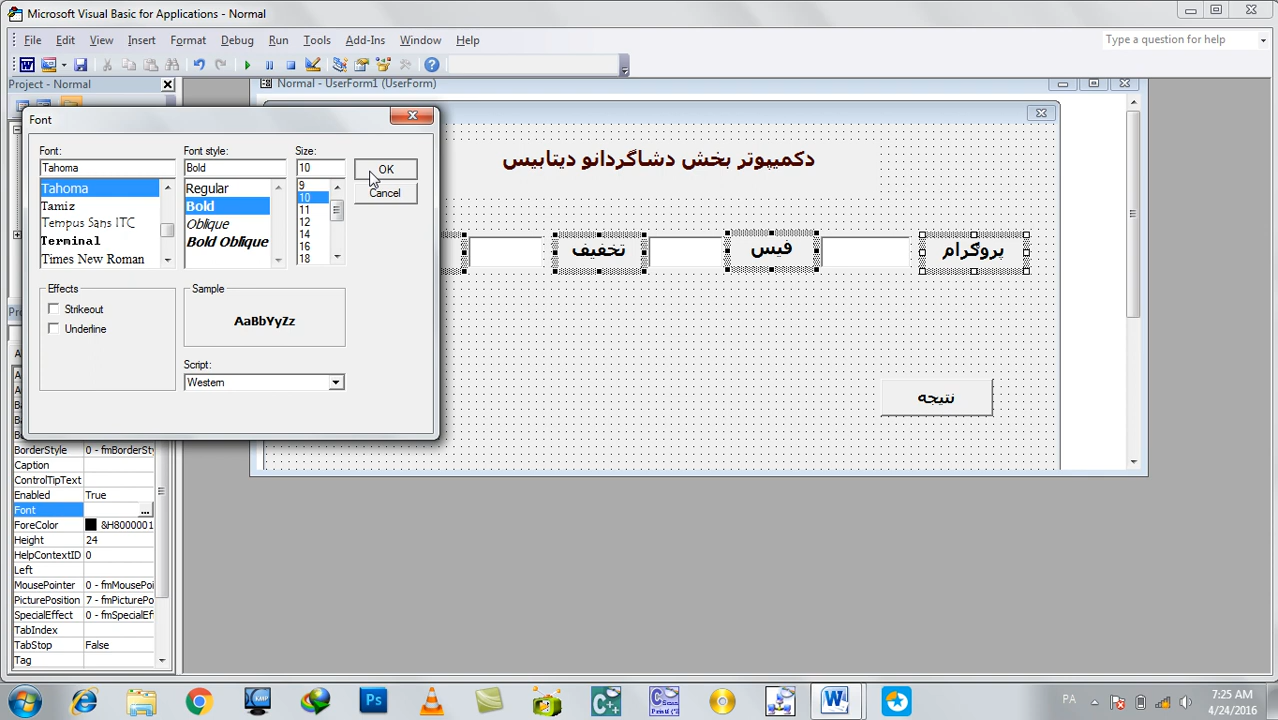 Microsoft Visual Basic for Applications - Normal
File Edit View Insert Format Debug Run Tools Add-Ins Window Help
Type a question for help
Project - Normal
Normal - UserForm1 (UserForm)
Font
Font: Font style: Size:
Tahoma Bold 10
OK
Cancel
Tahoma
Tamiz
Tempus Sans ITC
Terminal
Times New Roman
Regular
Bold
Oblique
Bold Oblique
9
10
11
12
14
16
18
Effects
Strikeout
Underline
Sample
AaBbYyZz
Script:
Western
دکمیپوتر بخش دشاگردانو دیتابیس
پروګرام
فیس
تخفیف
نتیجه
BorderStyle 0 - fmBorderSt
Caption
ControlTipText
Enabled True
Font ...
ForeColor &H8000001
Height 24
HelpContextID 0
Left
MousePointer 0 - fmMousePoi
PicturePosition 7 - fmPicturePo
SpecialEffect 0 - fmSpecialEf
TabIndex
TabStop False
Tag
PA
7:25 AM
4/24/2016